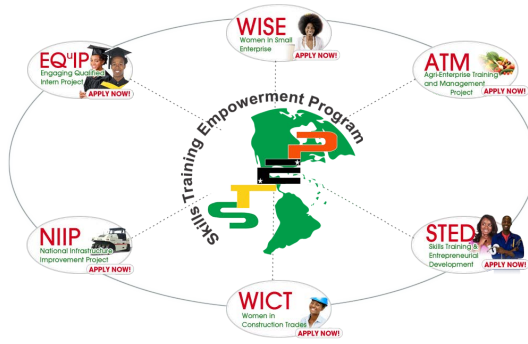 WISE
Women in Small
Enterprise
APPLY NOW!
EQuIP
Engaging Qualified
Intern Project
APPLY NOW!
ATM
Agri-Enterprise Training
and Management
Project
APPLY NOW!
Skills Training Empowerment Program
STEP
NIIP
National Infrastructure
Improvement Project
APPLY NOW!
STED
Skills Training &
Entrepreneurial
Development
APPLY NOW!
WICT
Women in
Construction Trades
APPLY NOW!